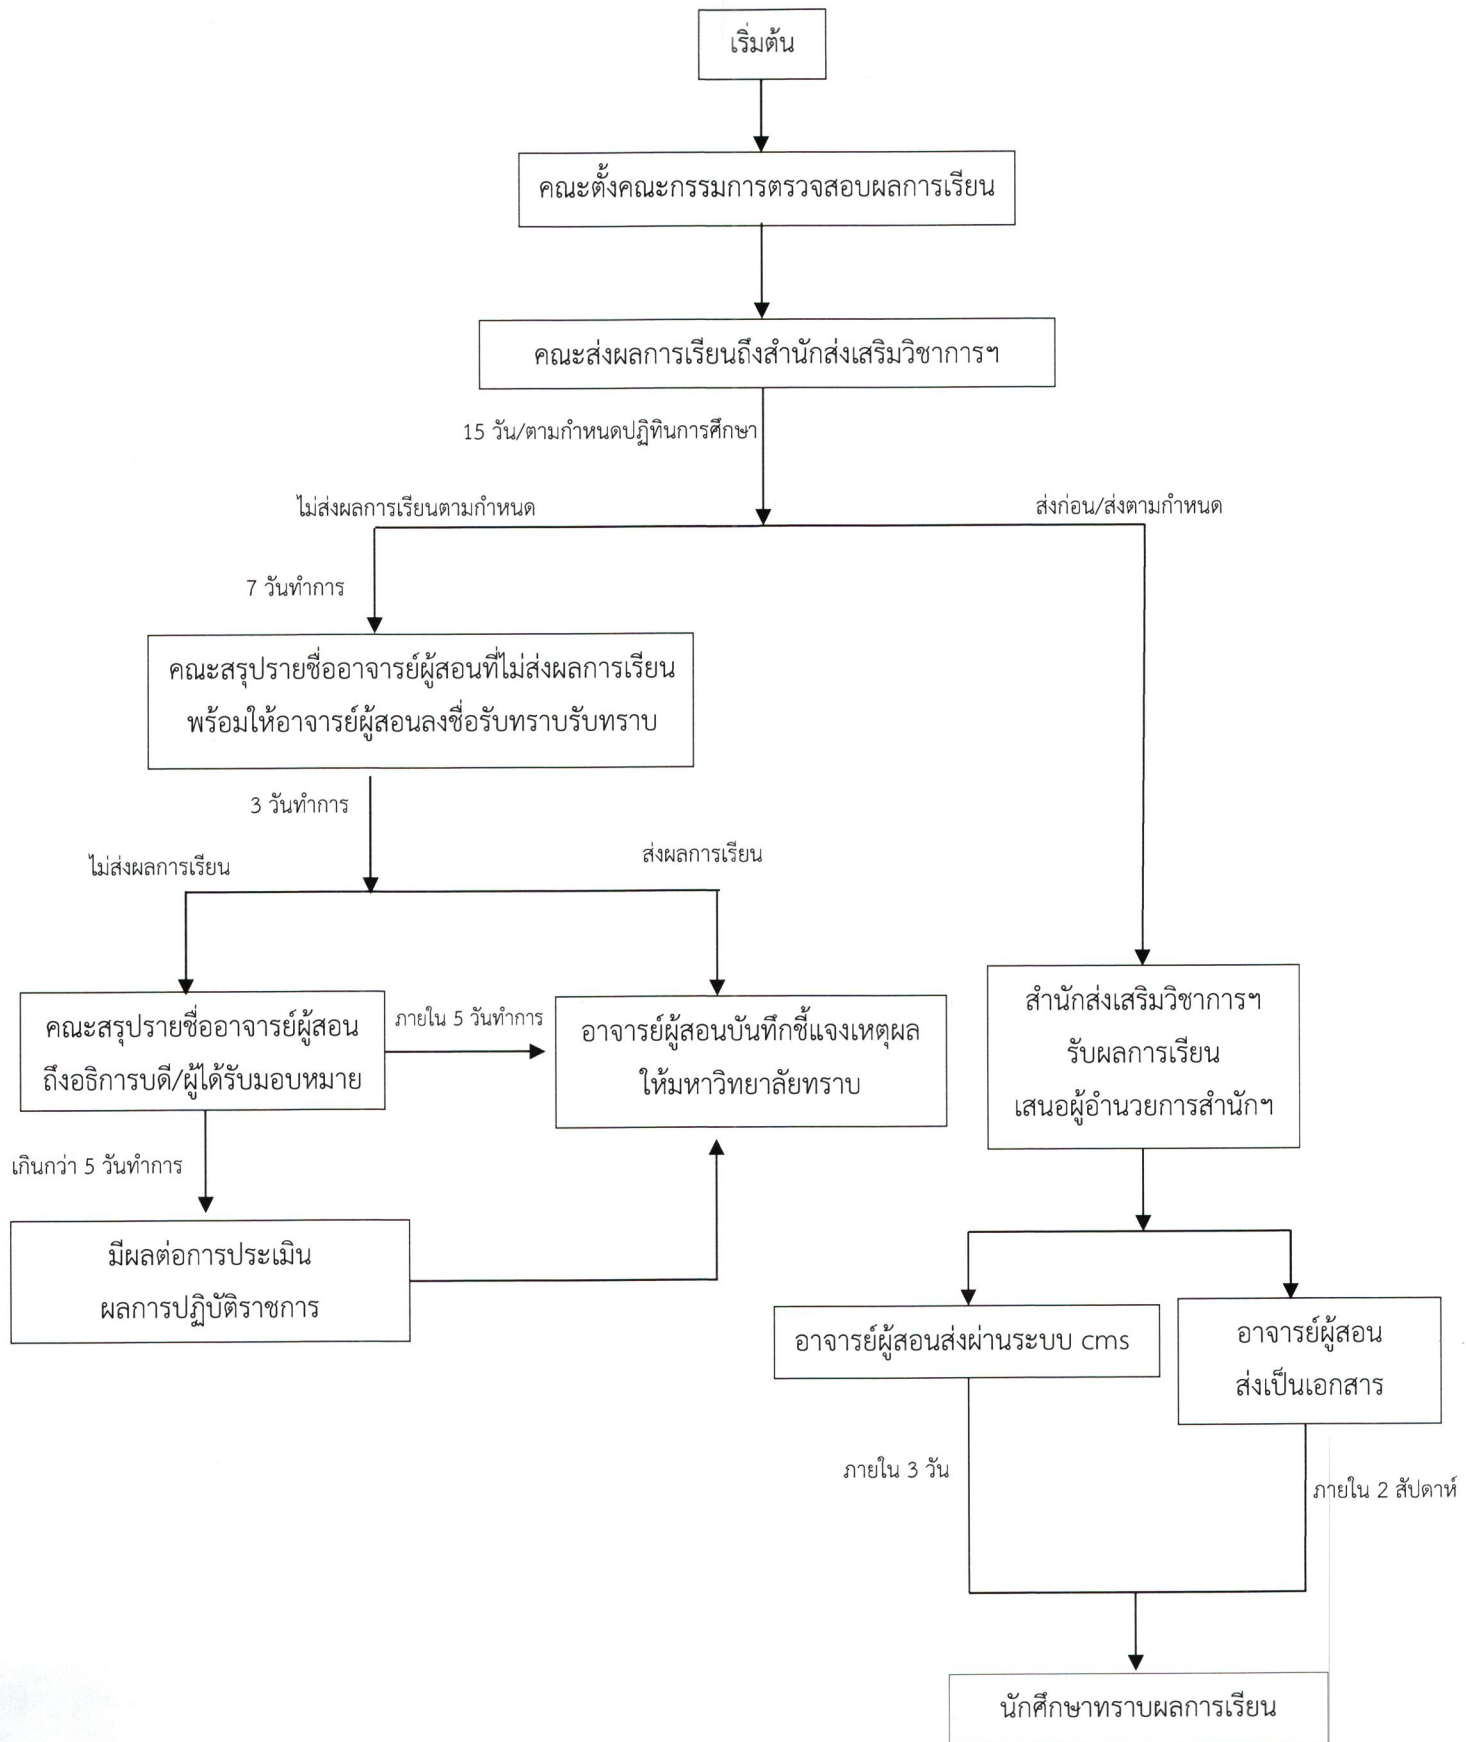 เริ่มต้น
คณะตั้งคณะกรรมการตรวจสอบผลการเรียน
คณะส่งผลการเรียนถึงสำนักส่งเสริมวิชาการฯ
15 วัน/ตามกำหนดปฏิทินการศึกษา
ไม่ส่งผลการเรียนตามกำหนด
ส่งก่อน/ส่งตามกำหนด
7 วันทำการ
คณะสรุปรายชื่ออาจารย์ผู้สอนที่ไม่ส่งผลการเรียน
พร้อมให้อาจารย์ผู้สอนลงชื่อรับทราบรับทราบ
3 วันทำการ
ไม่ส่งผลการเรียน
ส่งผลการเรียน
คณะสรุปรายชื่ออาจารย์ผู้สอน
ถึงอธิการบดี/ผู้ได้รับมอบหมาย
ภายใน 5 วันทำการ
อาจารย์ผู้สอนบันทึกชี้แจงเหตุผล
ให้มหาวิทยาลัยทราบ
สำนักส่งเสริมวิชาการฯ
รับผลการเรียน
เสนอผู้อำนวยการสำนักฯ
เกินกว่า 5 วันทำการ
มีผลต่อการประเมิน
ผลการปฏิบัติราชการ
อาจารย์ผู้สอนส่งผ่านระบบ cms
อาจารย์ผู้สอน
ส่งเป็นเอกสาร
ภายใน 3 วัน
ภายใน 2 สัปดาห์
นักศึกษาทราบผลการเรียน